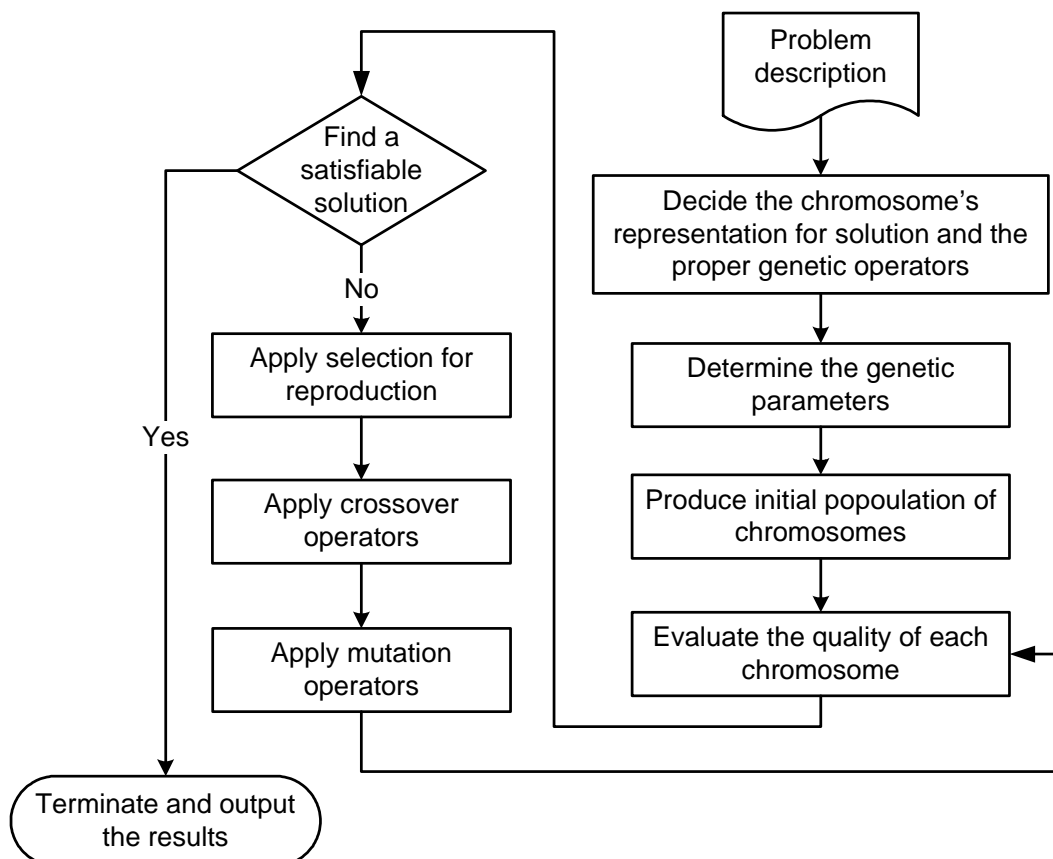 Problem
description
Decide the chromosome’s
representation for solution and the
proper genetic operators
Determine the genetic
parameters
Produce initial popoulation of
chromosomes
Evaluate the quality of each
chromosome
Find a
satisfiable
solution
No
Apply selection for
reproduction
Apply crossover
operators
Apply mutation
operators
Yes
Terminate and output
the results